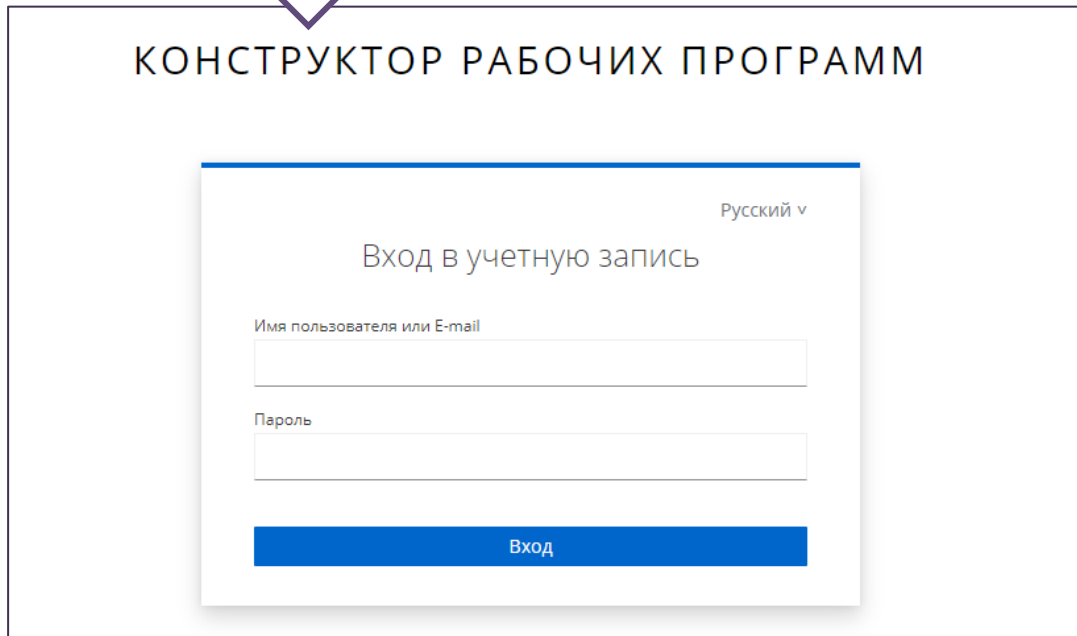 КОНСТРУКТОР РАБОЧИХ ПРОГРАММ
Русский
Вход в учетную запись
Имя пользователя или E-mail
Пароль
Вход